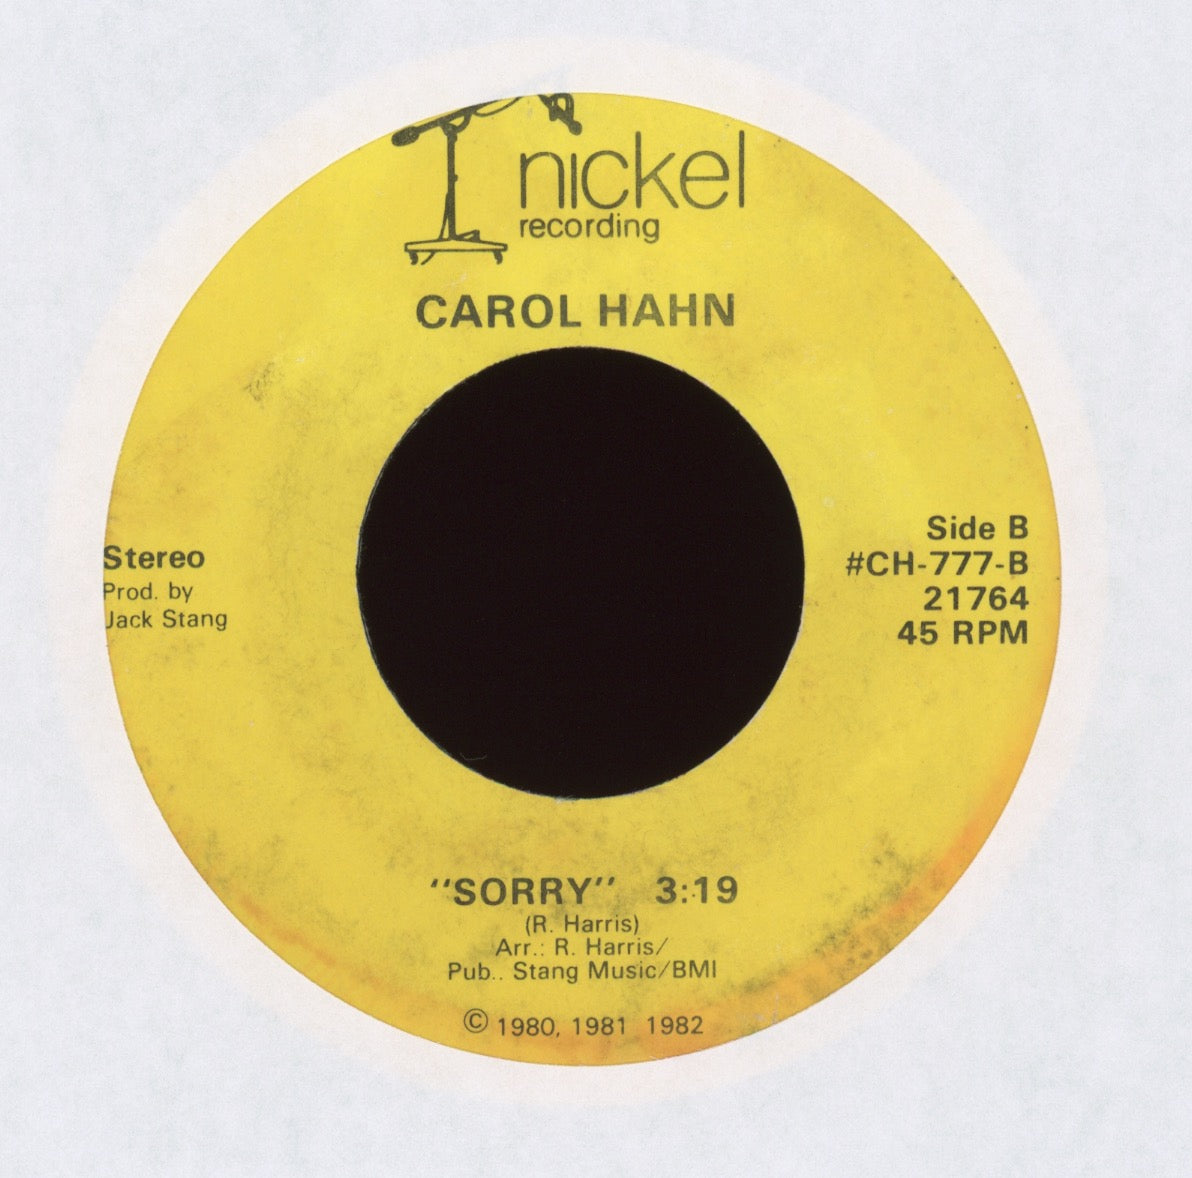 nickel
recording
CAROL HAHN
Stereo
Prod. by
Jack Stang
Side B
#CH-777-B
21764
45 RPM
"SORRY" 3:19
(R. Harris)
Arr.: R. Harris/
Pub.. Stang Music/BMI
© 1980, 1981 1982